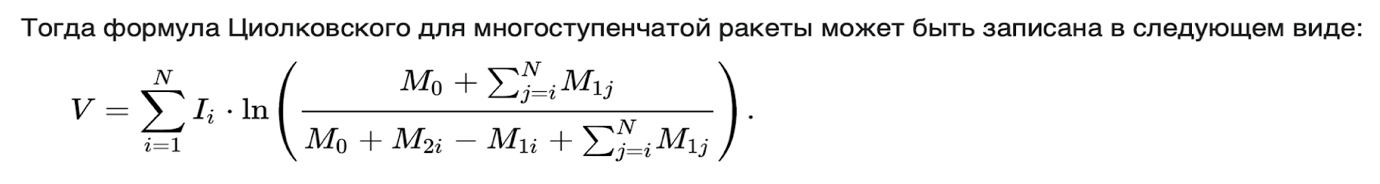 Тогда формула Циолковского для многоступенчатой ракеты может быть записана в следующем виде:
$V = \sum_{i=1}^{N} I_i \cdot \ln\left(\frac{M_0 + \sum_{j=i}^{N} M_{1j}}{M_0 + M_{2i} - M_{1i} + \sum_{j=i}^{N} M_{1j}}\right).$